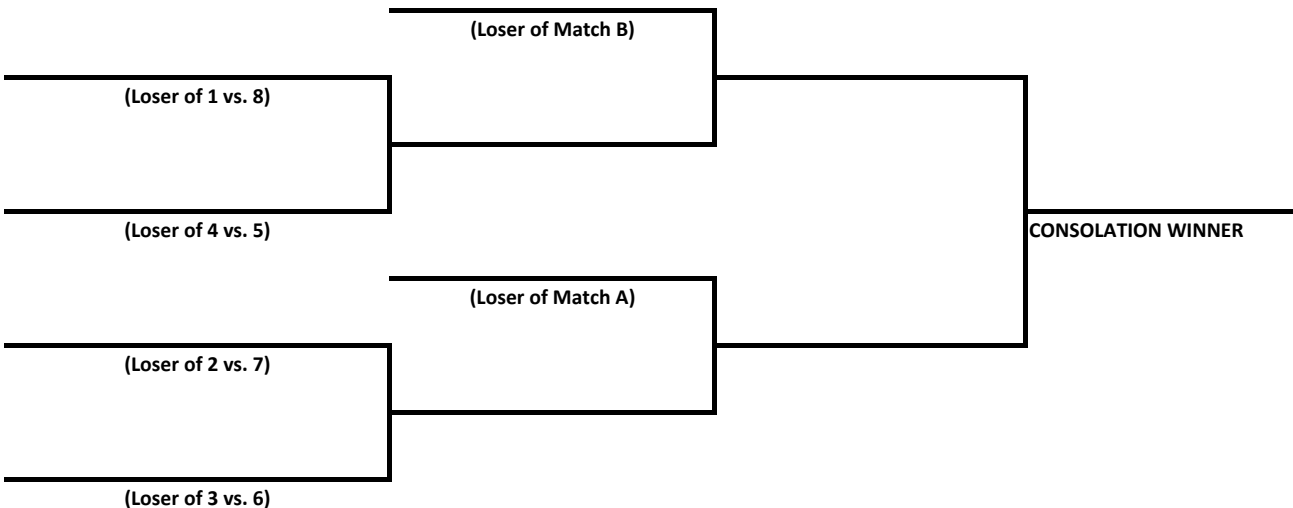 (Loser of Match B)
(Loser of 1 vs. 8)
(Loser of 4 vs. 5)
CONSOLATION WINNER
(Loser of Match A)
(Loser of 2 vs. 7)
(Loser of 3 vs. 6)